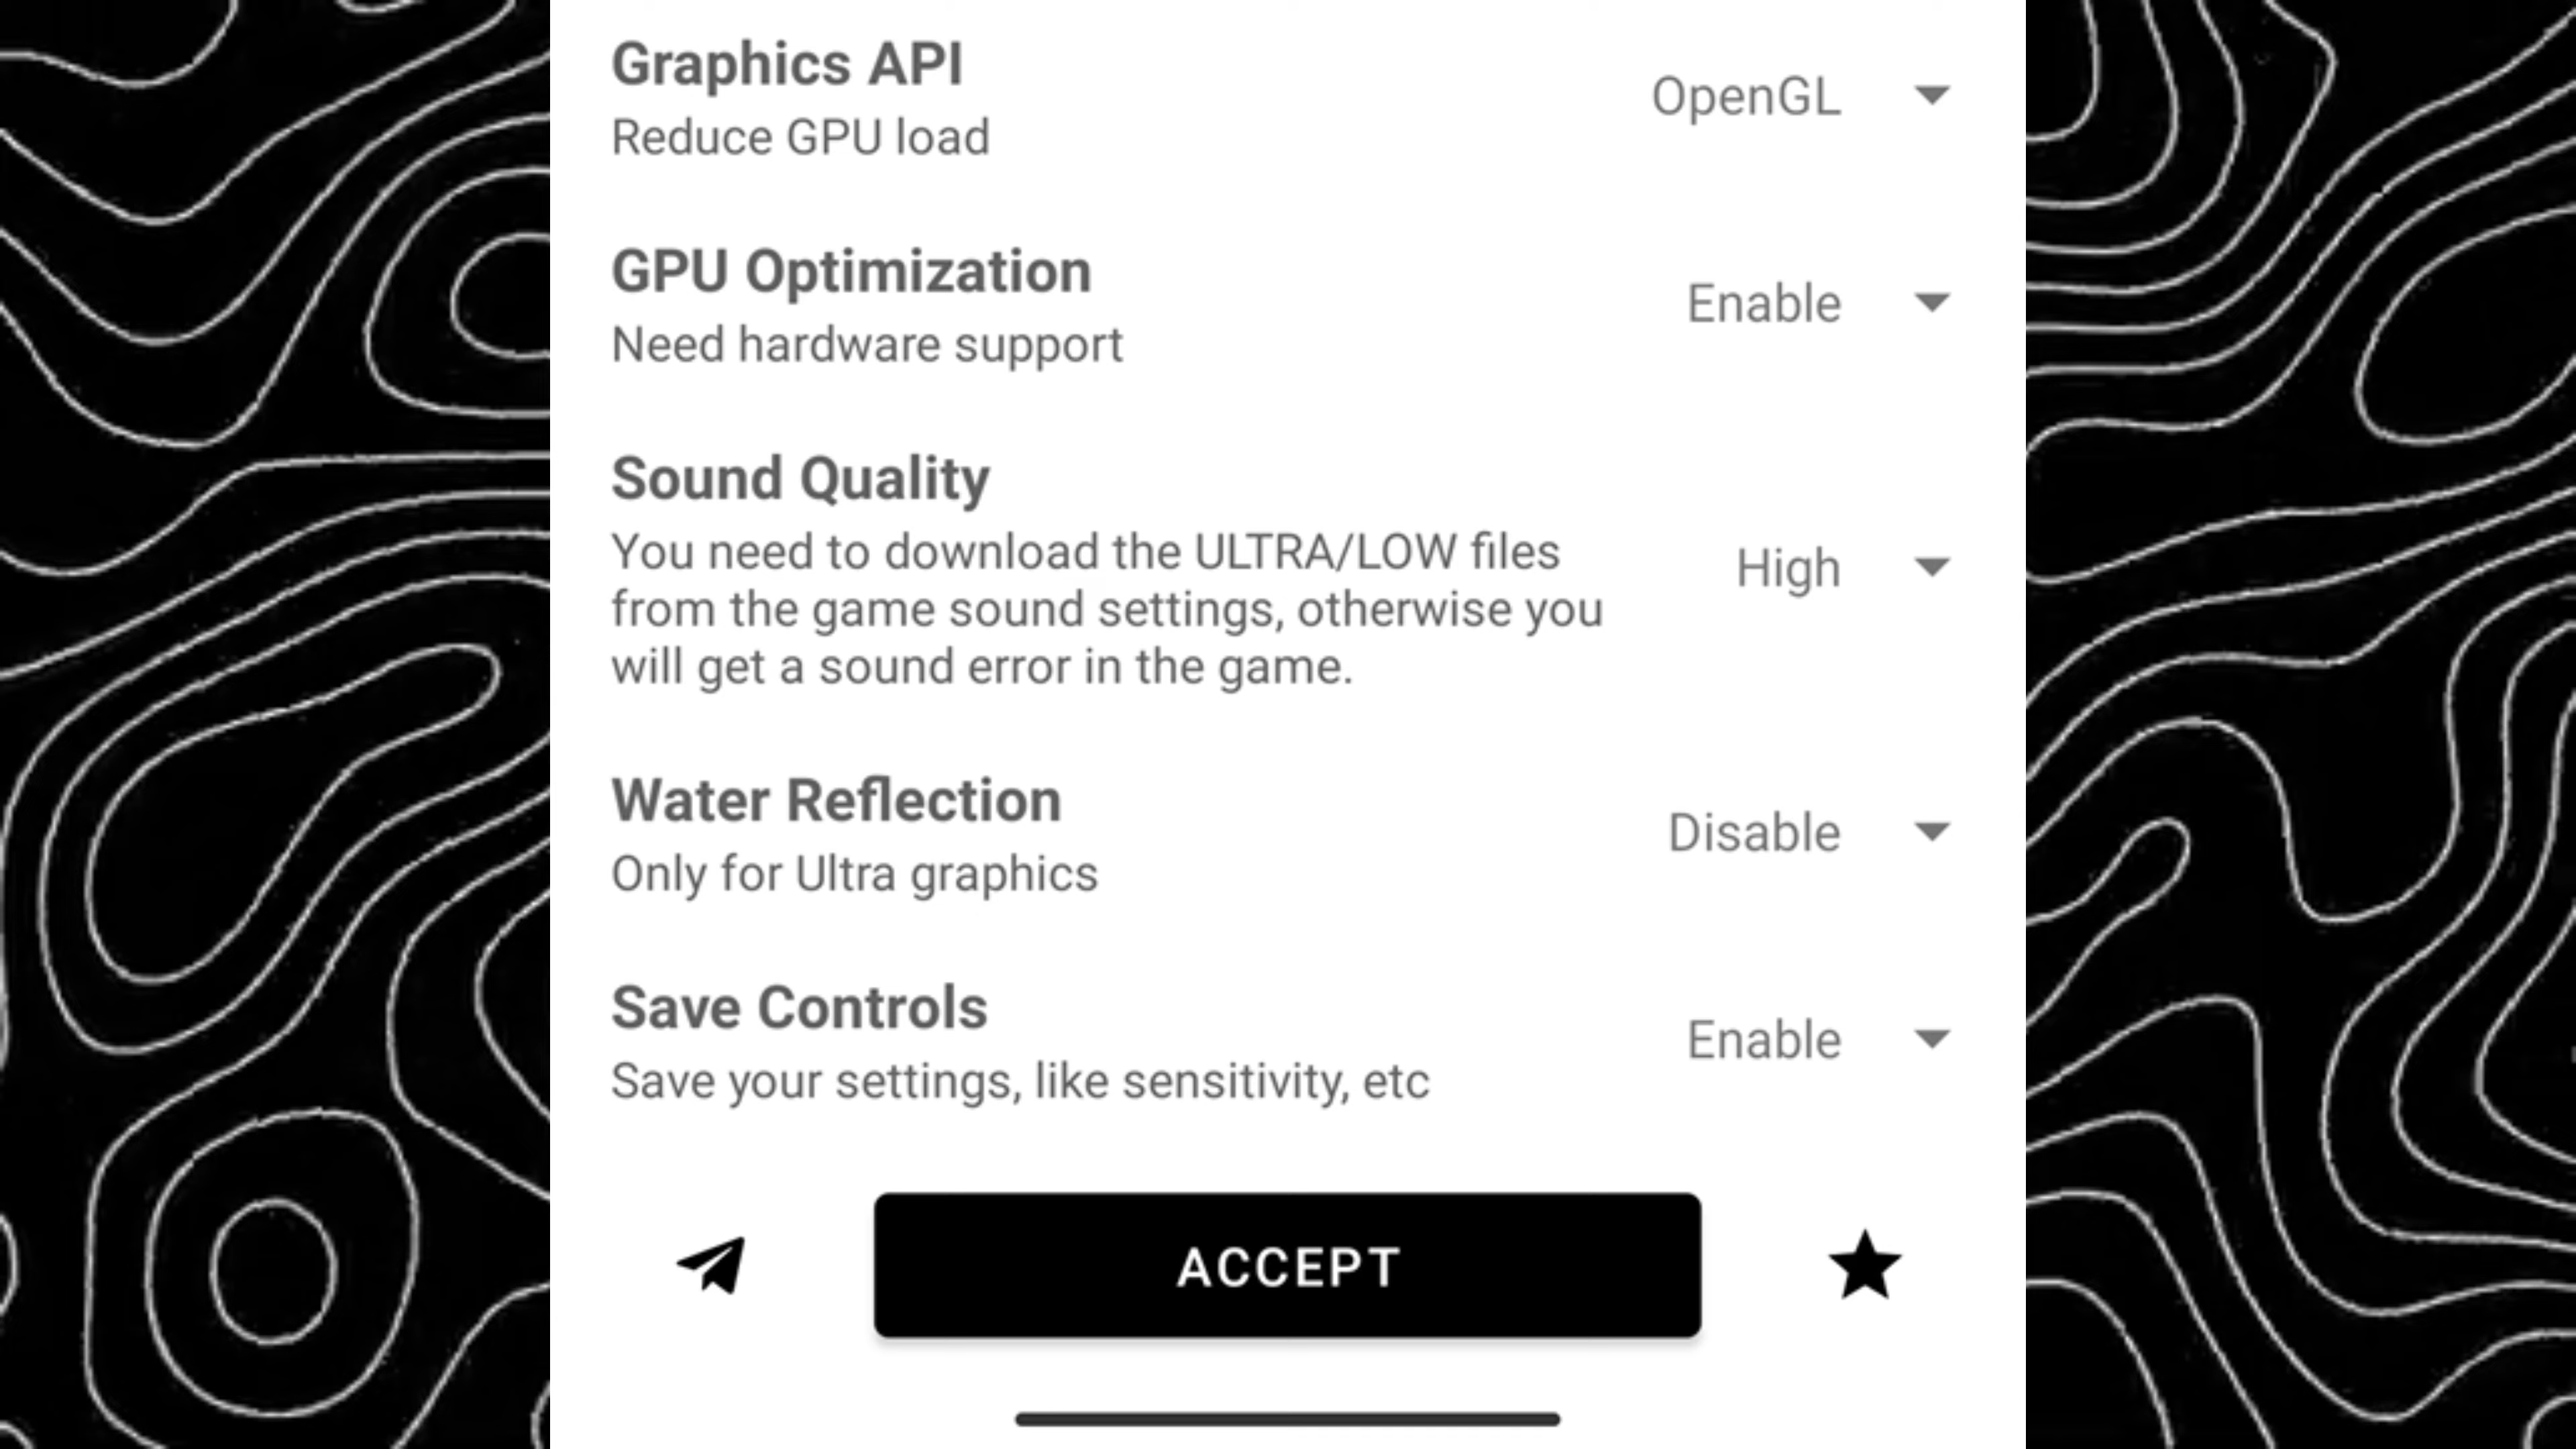 Graphics API
Reduce GPU load
OpenGL
GPU Optimization
Need hardware support
Enable
Sound Quality
You need to download the ULTRA/LOW files
from the game sound settings, otherwise you
will get a sound error in the game.
High
Water Reflection
Only for Ultra graphics
Disable
Save Controls
Save your settings, like sensitivity, etc
Enable
ACCEPT